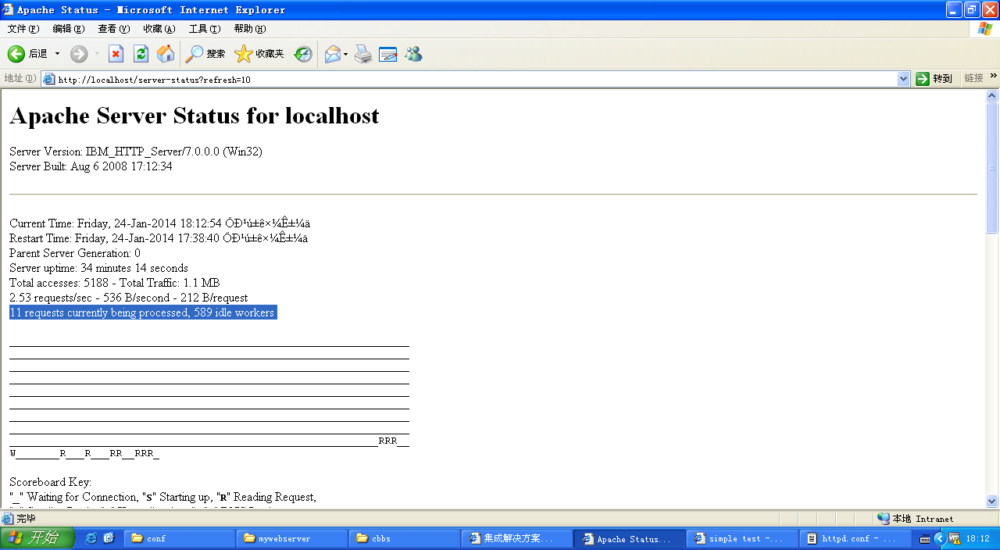 Apache Status - Microsoft Internet Explorer
文件(F) 编辑(E) 查看(V) 收藏(A) 工具(T) 帮助(H)
后退 搜索 收藏夹
地址(D) http://localhost/server-status?refresh=10 转到 链接 »
Apache Server Status for localhost
Server Version: IBM_HTTP_Server/7.0.0.0 (Win32)
Server Built: Aug 6 2008 17:12:34
Current Time: Friday, 24-Jan-2014 18:12:54 ÖÐ¹ú±ê×¼Ê±¼ä
Restart Time: Friday, 24-Jan-2014 17:38:40 ÖÐ¹ú±ê×¼Ê±¼ä
Parent Server Generation: 0
Server uptime: 34 minutes 14 seconds
Total accesses: 5188 - Total Traffic: 1.1 MB
2.53 requests/sec - 536 B/second - 212 B/request
11 requests currently being processed, 589 idle workers
________________________________________________________________
________________________________________________________________
________________________________________________________________
________________________________________________________________
________________________________________________________________
________________________________________________________________
________________________________________________________________
________________________________________________________________
___________________________________________________________RRR__
W_______R___R___RR__RRR_
Scoreboard Key:
"_" Waiting for Connection, "S" Starting up, "R" Reading Request,
完毕 本地 Intranet
开始 conf mywebserver cbbs 集成解决方案... Apache Status... simple test -... httpd.conf - ... 18:12